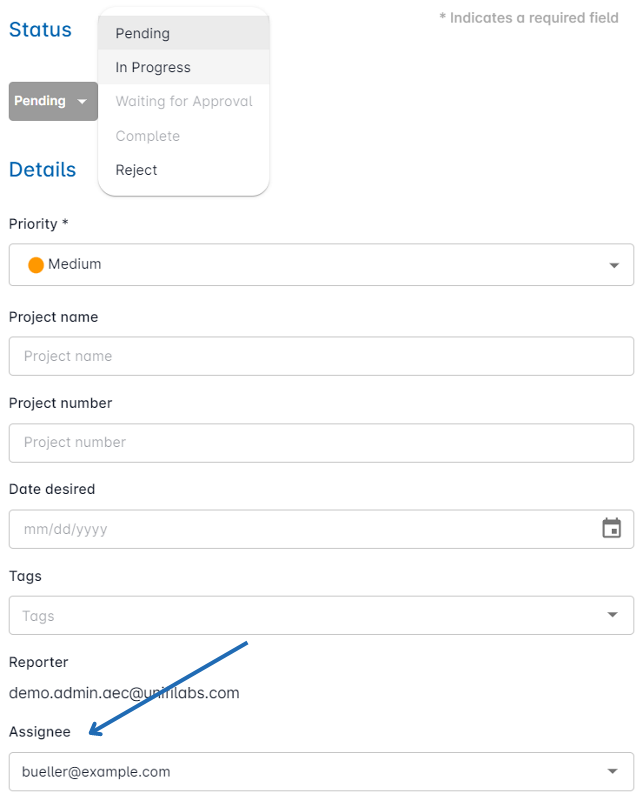 * Indicates a required field
Status
Pending
Pending
In Progress
Waiting for Approval
Complete
Reject
Details
Priority *
Medium
Project name
Project name
Project number
Project number
Date desired
mm/dd/yyyy
Tags
Tags
Reporter
demo.admin.aec@unifilabs.com
Assignee
bueller@example.com